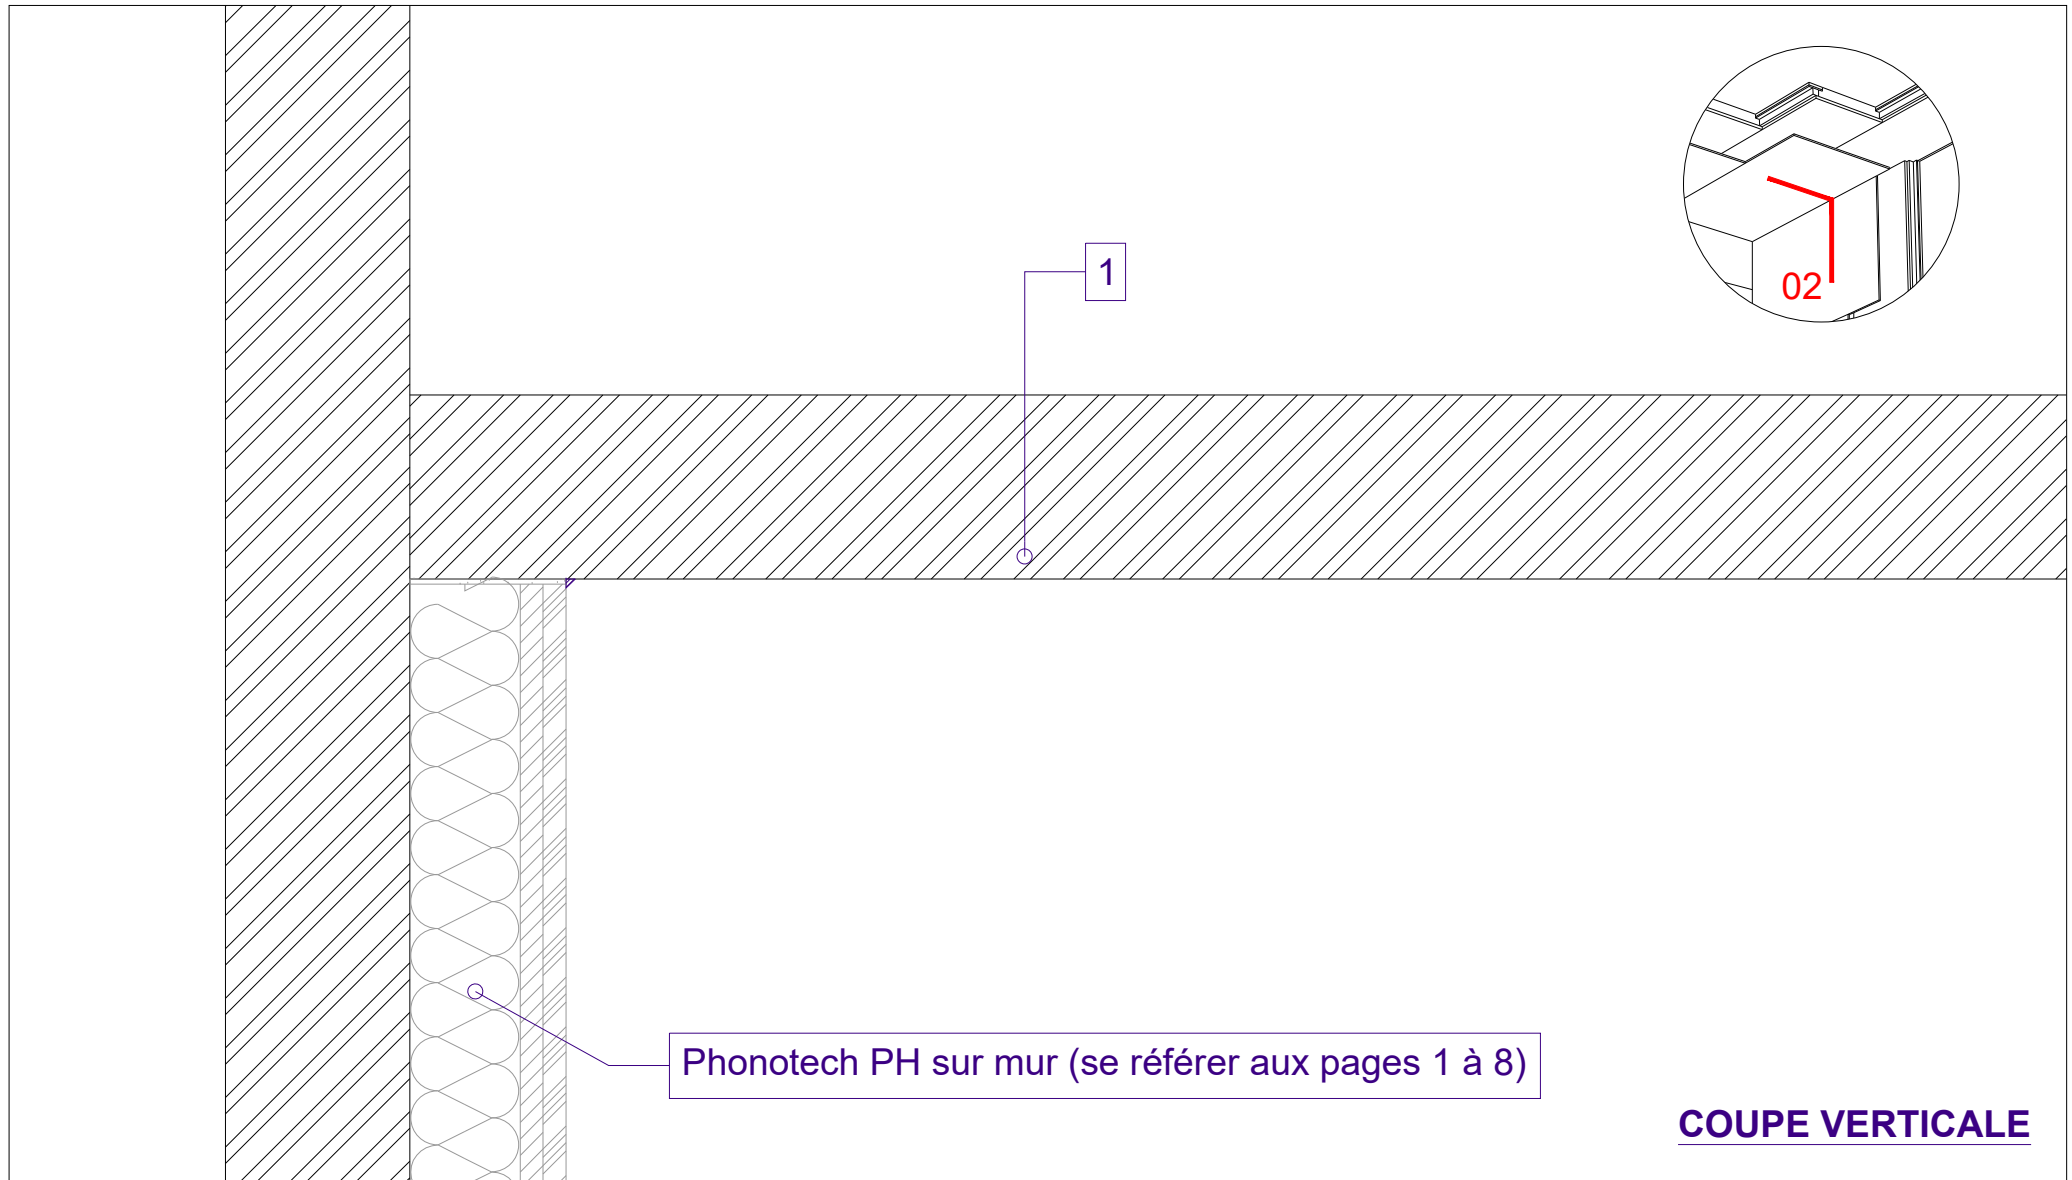 1
02
Phonotech PH sur mur (se référer aux pages 1 à 8)
COUPE VERTICALE